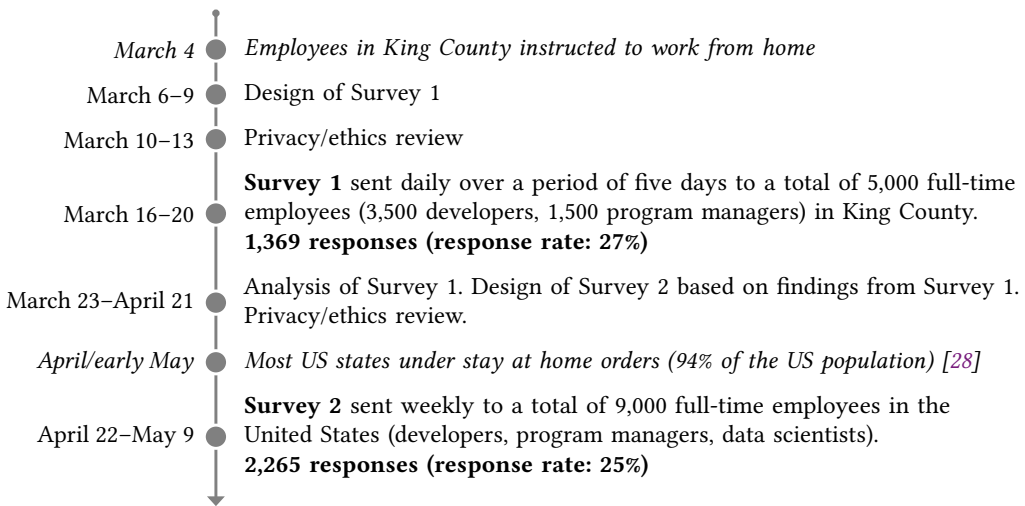 March 4
Employees in King County instructed to work from home
March 6–9
Design of Survey 1
March 10–13
Privacy/ethics review
March 16–20
Survey 1 sent daily over a period of five days to a total of 5,000 full-time
employees (3,500 developers, 1,500 program managers) in King County.
1,369 responses (response rate: 27%)
March 23–April 21
Analysis of Survey 1. Design of Survey 2 based on findings from Survey 1.
Privacy/ethics review.
April/early May
Most US states under stay at home orders (94% of the US population) [28]
April 22–May 9
Survey 2 sent weekly to a total of 9,000 full-time employees in the
United States (developers, program managers, data scientists).
2,265 responses (response rate: 25%)